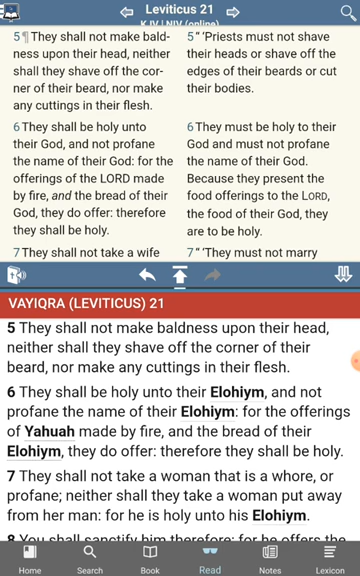 Leviticus 21
KJV | NIV (online)
5 ¶ They shall not make bald-
ness upon their head, neither
shall they shave off the cor-
ner of their beard, nor make
any cuttings in their flesh.
6 They shall be holy unto
their God, and not profane
the name of their God: for the
offerings of the LORD made
by fire, and the bread of their
God, they do offer: therefore
they shall be holy.
7 They shall not take a wife
5 “ ‘Priests must not shave
their heads or shave off the
edges of their beards or cut
their bodies.
6 They must be holy to their
God and must not profane
the name of their God.
Because they present the
food offerings to the LORD,
the food of their God, they
are to be holy.
7 “ ‘They must not marry
VAYIQRA (LEVITICUS) 21
5 They shall not make baldness upon their head,
neither shall they shave off the corner of their
beard, nor make any cuttings in their flesh.
6 They shall be holy unto their Elohiym, and not
profane the name of their Elohiym: for the offerings
of Yahuah made by fire, and the bread of their
Elohiym, they do offer: therefore they shall be holy.
7 They shall not take a woman that is a whore, or
profane; neither shall they take a woman put away
from her man: for he is holy unto his Elohiym.
8 You shall sanctify him therefore; for he offers the
Home
Search
Book
Read
Notes
Lexicon